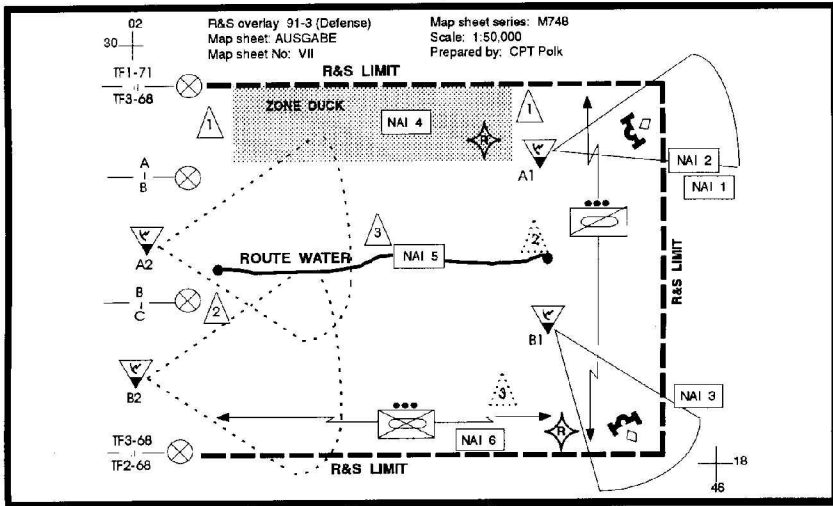 R&S overlay 91-3 (Defense)
Map sheet: AUSGABE
Map sheet No: VII
Map sheet series: M748
Scale: 1:50,000
Prepared by: CPT Polk
02
30
R&S LIMIT
TF1-71
TF3-68
ZONE DUCK
1
NAI 4
R
1
A1
NAI 2
NAI 1
A
B
A2
3
ROUTE WATER
NAI 5
2
R&S LIMIT
B
C
2
B1
B2
3
NAI 3
R
NAI 6
TF3-68
TF2-68
R&S LIMIT
18
46